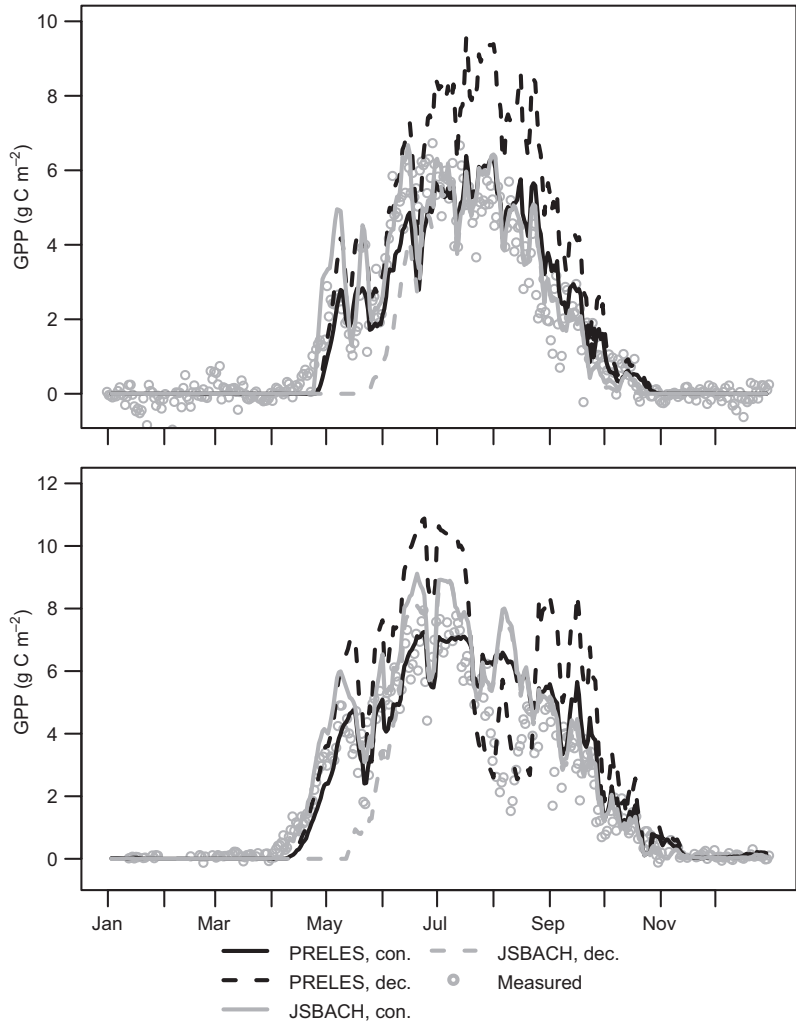 10
8
6
4
2
0
GPP (g C m⁻²)
12
10
8
6
4
2
0
GPP (g C m⁻²)
Jan Mar May Jul Sep Nov
PRELES, con.
PRELES, dec.
JSBACH, con.
JSBACH, dec.
Measured